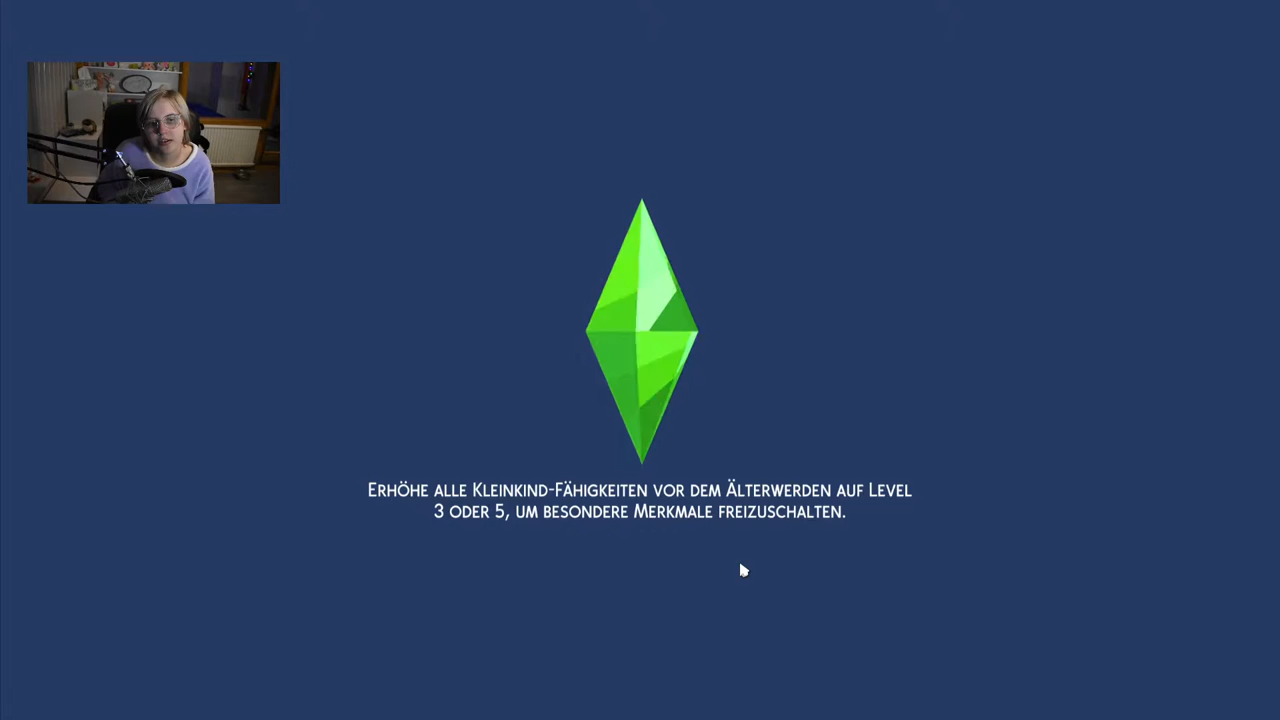 Erhöhe alle Kleinkind-Fähigkeiten vor dem Älterwerden auf Level
3 oder 5, um besondere Merkmale freizuschalten.